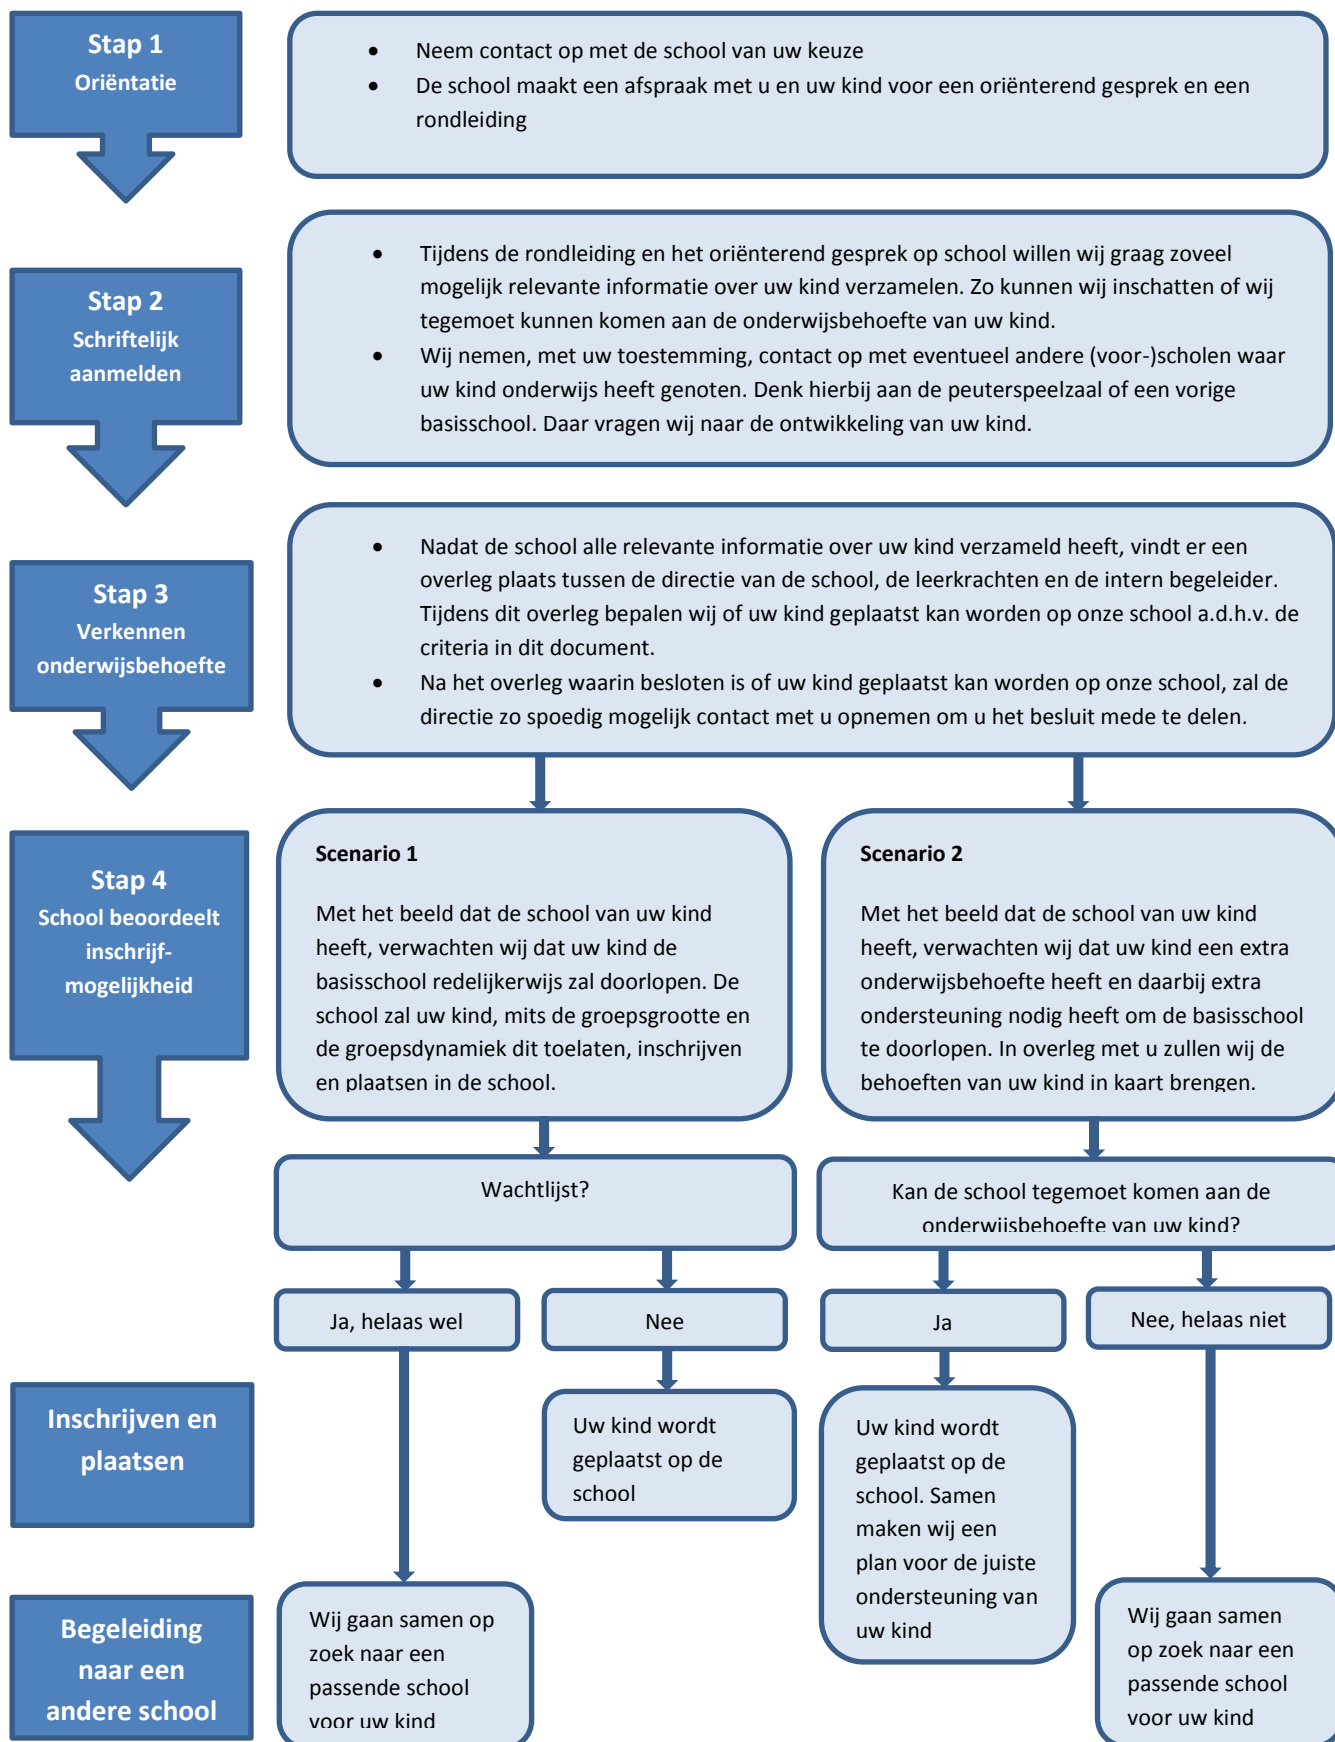 Stap 1
Oriëntatie
• Neem contact op met de school van uw keuze
• De school maakt een afspraak met u en uw kind voor een oriënterend gesprek en een
rondleiding
Stap 2
Schriftelijk
aanmelden
• Tijdens de rondleiding en het oriënterend gesprek op school willen wij graag zoveel
mogelijk relevante informatie over uw kind verzamelen. Zo kunnen wij inschatten of wij
tegemoet kunnen komen aan de onderwijsbehoefte van uw kind.
• Wij nemen, met uw toestemming, contact op met eventueel andere (voor-)scholen waar
uw kind onderwijs heeft genoten. Denk hierbij aan de peuterspeelzaal of een vorige
basisschool. Daar vragen wij naar de ontwikkeling van uw kind.
Stap 3
Verkennen
onderwijsbehoefte
• Nadat de school alle relevante informatie over uw kind verzameld heeft, vindt er een
overleg plaats tussen de directie van de school, de leerkrachten en de intern begeleider.
Tijdens dit overleg bepalen wij of uw kind geplaatst kan worden op onze school a.d.h.v. de
criteria in dit document.
• Na het overleg waarin besloten is of uw kind geplaatst kan worden op onze school, zal de
directie zo spoedig mogelijk contact met u opnemen om u het besluit mede te delen.
Stap 4
School beoordeelt
inschrijf-
mogelijkheid
Scenario 1
Met het beeld dat de school van uw kind
heeft, verwachten wij dat uw kind de
basisschool redelijkerwijs zal doorlopen. De
school zal uw kind, mits de groepsgrootte en
de groepsdynamiek dit toelaten, inschrijven
en plaatsen in de school.
Scenario 2
Met het beeld dat de school van uw kind
heeft, verwachten wij dat uw kind een extra
onderwijsbehoefte heeft en daarbij extra
ondersteuning nodig heeft om de basisschool
te doorlopen. In overleg met u zullen wij de
behoeften van uw kind in kaart brengen.
Wachtlijst?
Kan de school tegemoet komen aan de
onderwijsbehoefte van uw kind?
Ja, helaas wel
Nee
Ja
Nee, helaas niet
Inschrijven en
plaatsen
Uw kind wordt
geplaatst op de
school
Uw kind wordt
geplaatst op de
school. Samen
maken wij een
plan voor de juiste
ondersteuning van
uw kind
Begeleiding
naar een
andere school
Wij gaan samen op
zoek naar een
passende school
voor uw kind
Wij gaan samen
op zoek naar een
passende school
voor uw kind